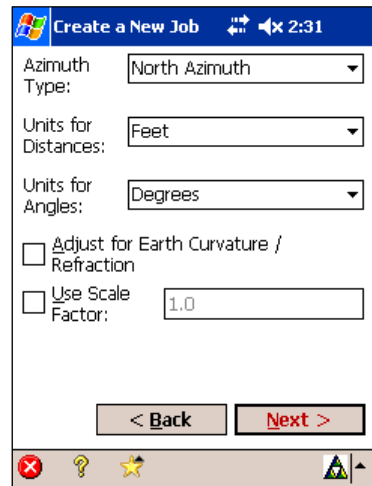 Create a New Job 2:31
Azimuth
Type:
North Azimuth
Units for
Distances:
Feet
Units for
Angles:
Degrees
Adjust for Earth Curvature /
Refraction
Use Scale
Factor:
1.0
< Back
Next >